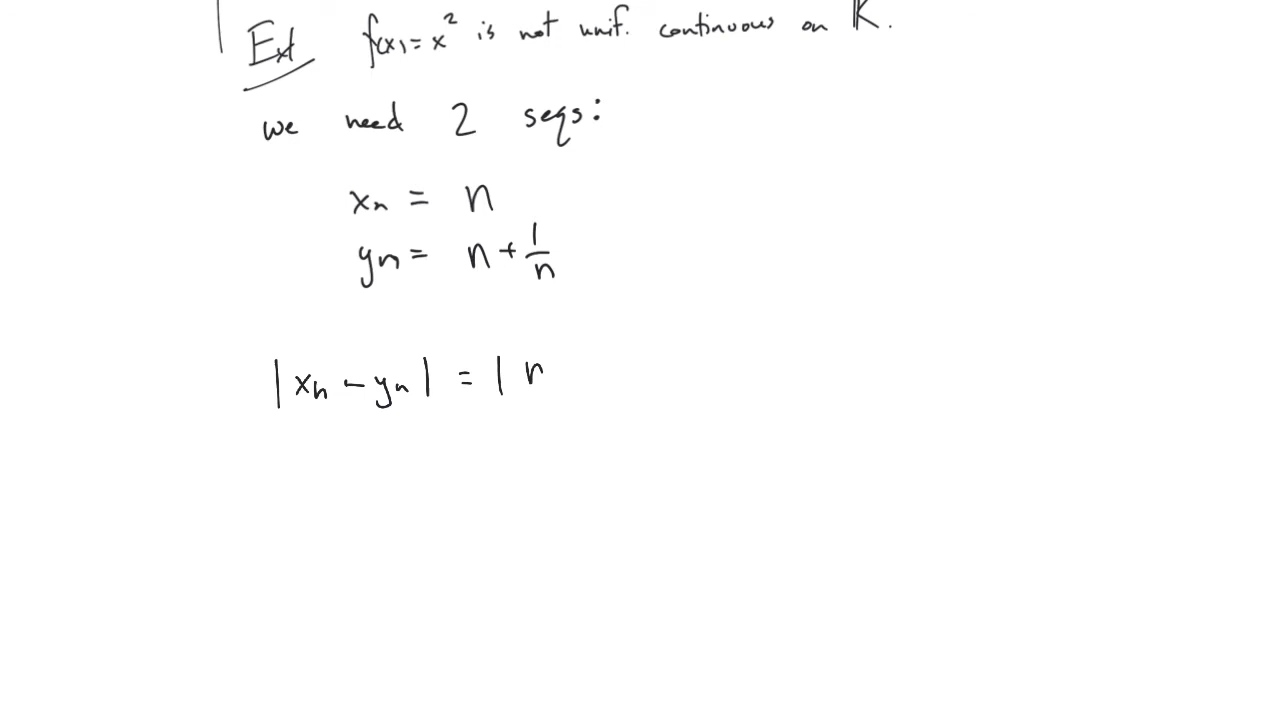 Ex/ f(x) = x² is not unif. continuous on ℝ.
we need 2 seqs:
xₙ = n
yₙ = n + 1/n
|xₙ - yₙ| = | n